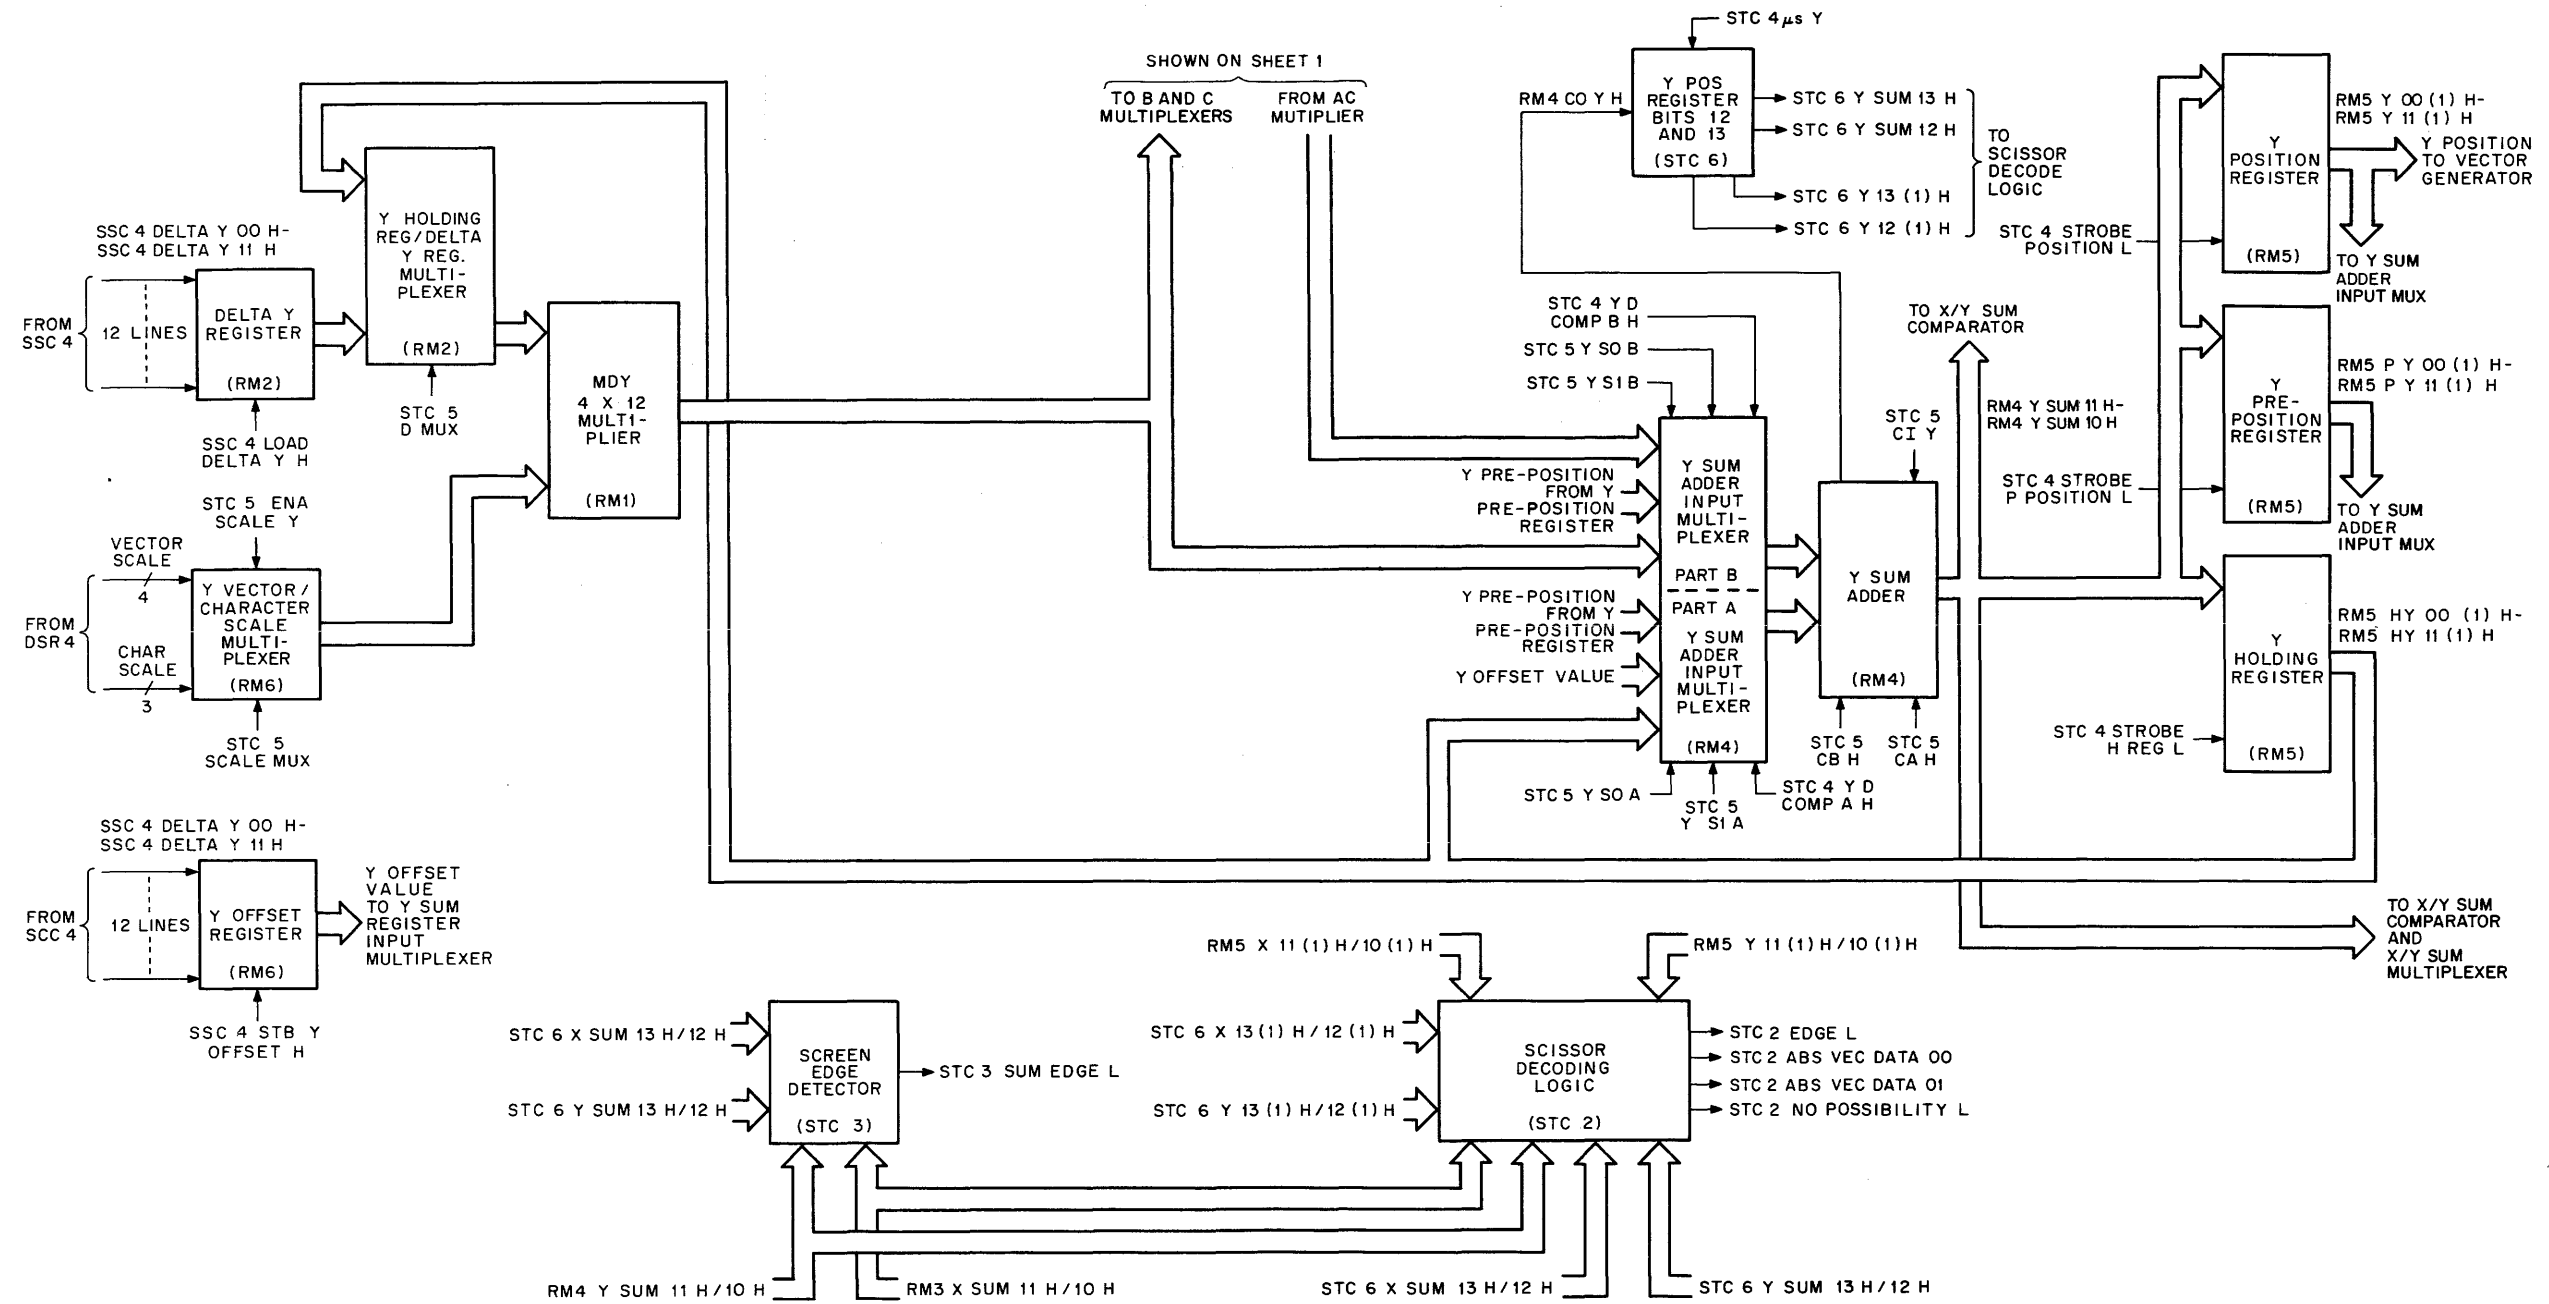 STC 4 µs Y
SHOWN ON SHEET 1
TO B AND C
MULTIPLEXERS
FROM AC
MUTIPLIER
RM4 CO Y H
Y POS
REGISTER
BITS 12
AND 13
(STC 6)
STC 6 Y SUM 13 H
STC 6 Y SUM 12 H
STC 6 Y 13 (1) H
STC 6 Y 12 (1) H
TO
SCISSOR
DECODE
LOGIC
Y
POSITION
REGISTER
(RM5)
RM5 Y 00 (1) H-
RM5 Y 11 (1) H
Y POSITION
TO VECTOR
GENERATOR
STC 4 STROBE
POSITION L
TO Y SUM
ADDER
INPUT MUX
Y HOLDING
REG/DELTA
Y REG.
MULTI-
PLEXER
(RM2)
SSC 4 DELTA Y 00 H-
SSC 4 DELTA Y 11 H
FROM
SSC 4
12 LINES
DELTA Y
REGISTER
(RM2)
SSC 4 LOAD
DELTA Y H
STC 5
D MUX
MDY
4 X 12
MULT1-
PLIER
(RM1)
STC 4 Y D
COMP B H
STC 5 Y SO B
STC 5 Y S1 B
TO X/Y SUM
COMPARATOR
RM4 Y SUM 11 H-
RM4 Y SUM 10 H
STC 5
CI Y
Y
PRE-
POSITION
REGISTER
(RM5)
RM5 P Y 00 (1) H-
RM5 P Y 11 (1) H
STC 4 STROBE
P POSITION L
TO Y SUM
ADDER
INPUT MUX
Y PRE-POSITION
FROM Y
PRE-POSITION
REGISTER
Y SUM
ADDER
INPUT
MULTI-
PLEXER
PART B
PART A
Y SUM
ADDER
INPUT
MULTI-
PLEXER
(RM4)
Y PRE-POSITION
FROM Y
PRE-POSITION
REGISTER
Y OFFSET VALUE
STC 5 Y SO A
STC 5
Y S1 A
STC 4 Y D
COMP A H
Y SUM
ADDER
(RM4)
STC 5
CB H
STC 5
CA H
Y
HOLDING
REGISTER
(RM5)
RM5 HY 00 (1) H-
RM5 HY 11 (1) H
STC 4 STROBE
H REG L
STC 5 ENA
SCALE Y
VECTOR
SCALE
4
FROM
DSR 4
CHAR
SCALE
3
Y VECTOR/
CHARACTER
SCALE
MULTI-
PLEXER
(RM6)
STC 5
SCALE MUX
SSC 4 DELTA Y 00 H-
SSC 4 DELTA Y 11 H
FROM
SCC 4
12 LINES
Y OFFSET
REGISTER
(RM6)
Y OFFSET
VALUE
TO Y SUM
REGISTER
INPUT
MULTIPLEXER
SSC 4 STB Y
OFFSET H
TO X/Y SUM
COMPARATOR
AND
X/Y SUM
MULTIPLEXER
STC 6 X SUM 13 H/12 H
STC 6 Y SUM 13 H/12 H
SCREEN
EDGE
DETECTOR
(STC 3)
STC 3 SUM EDGE L
RM5 X 11 (1) H/10 (1) H
RM5 Y 11 (1) H/10 (1) H
STC 6 X 13 (1) H/12 (1) H
STC 6 Y 13 (1) H/12 (1) H
SCISSOR
DECODING
LOGIC
(STC 2)
STC 2 EDGE L
STC 2 ABS VEC DATA 00
STC 2 ABS VEC DATA 01
STC 2 NO POSSIBILITY L
RM4 Y SUM 11 H/10 H
RM3 X SUM 11 H/10 H
STC 6 X SUM 13 H/12 H
STC 6 Y SUM 13 H/12 H